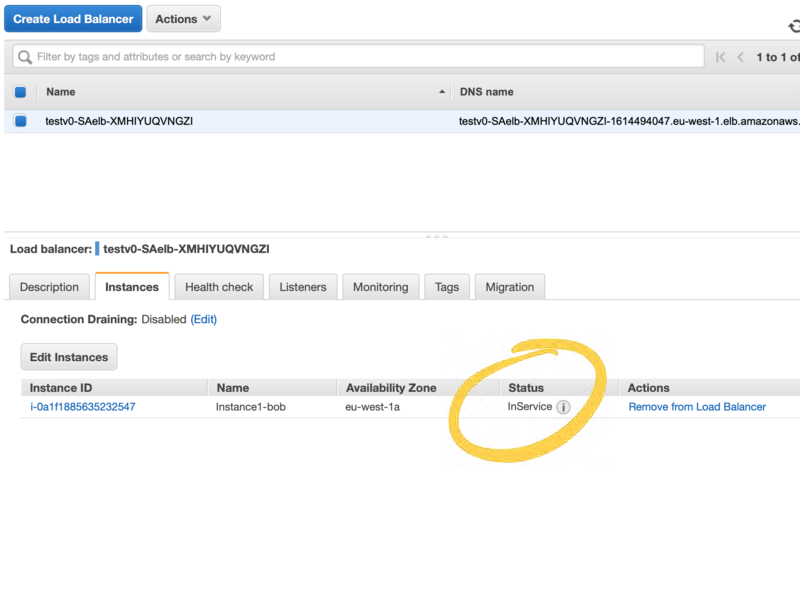 Create Load Balancer Actions
Filter by tags and attributes or search by keyword 1 to 1 of
Name DNS name
testv0-SAelb-XMHIYUQVNGZI testv0-SAelb-XMHIYUQVNGZI-1614494047.eu-west-1.elb.amazonaws.
Load balancer: testv0-SAelb-XMHIYUQVNGZI
Description Instances Health check Listeners Monitoring Tags Migration
Connection Draining: Disabled (Edit)
Edit Instances
Instance ID Name Availability Zone Status Actions
i-0a1f1885635232547 Instance1-bob eu-west-1a InService i Remove from Load Balancer